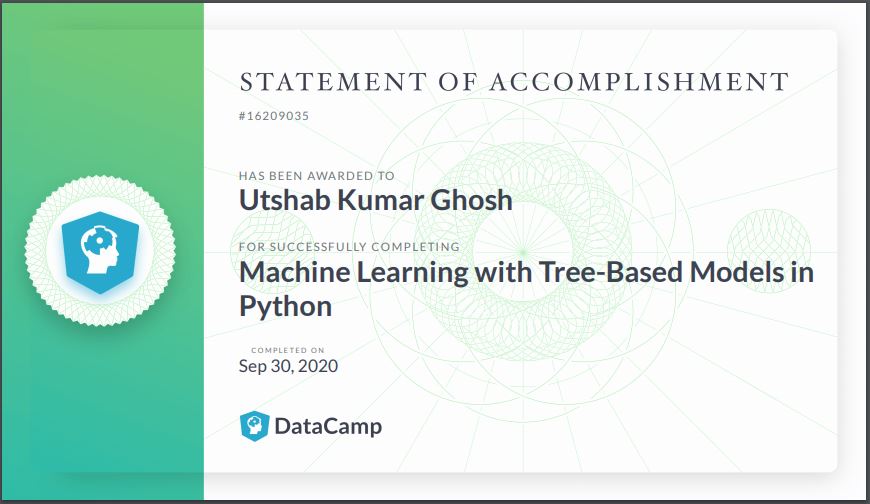 STATEMENT OF ACCOMPLISHMENT
#16209035
HAS BEEN AWARDED TO
Utshab Kumar Ghosh
FOR SUCCESSFULLY COMPLETING
Machine Learning with Tree-Based Models in
Python
COMPLETED ON
Sep 30, 2020
DataCamp